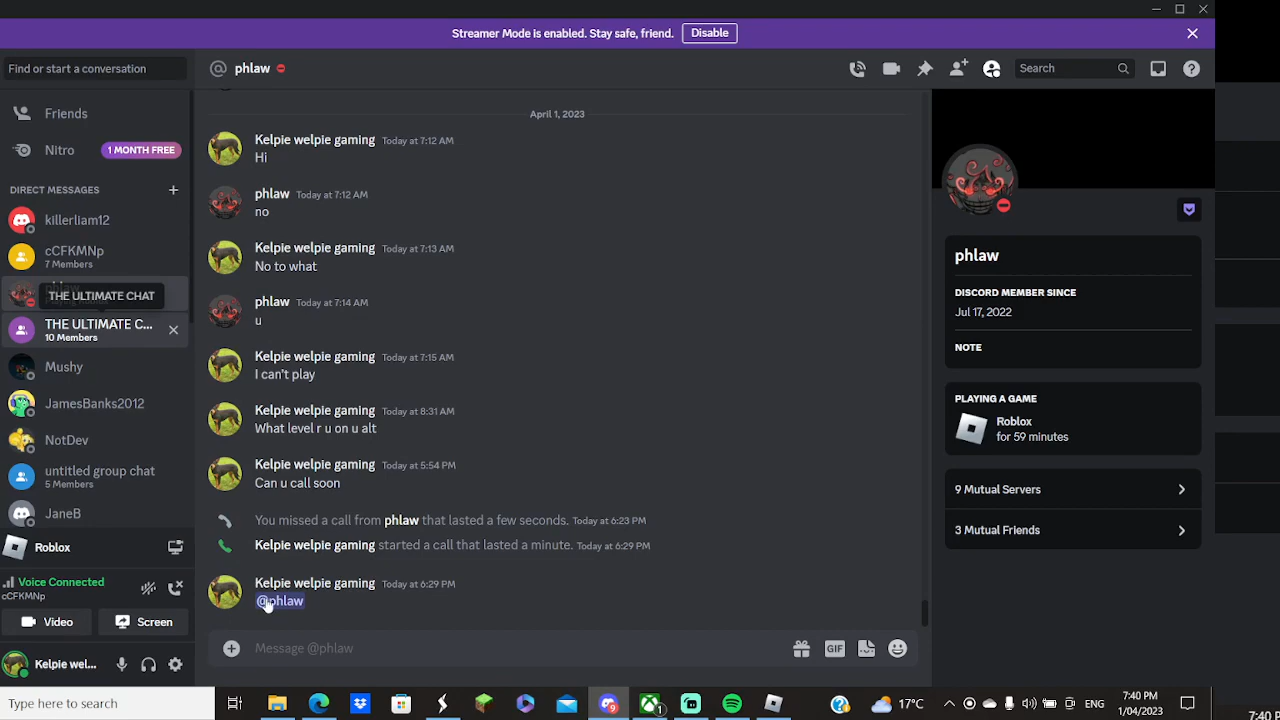 Streamer Mode is enabled. Stay safe, friend. Disable
Find or start a conversation
phlaw
Search
Friends
Nitro 1 MONTH FREE
DIRECT MESSAGES
killerliam12
cCFKMNp
7 Members
THE ULTIMATE CHAT
THE ULTIMATE C...
10 Members
Mushy
JamesBanks2012
NotDev
untitled group chat
5 Members
JaneB
Roblox
Voice Connected
cCFKMNp
Video Screen
Kelpie wel...
April 1, 2023
Kelpie welpie gaming Today at 7:12 AM
Hi
phlaw Today at 7:12 AM
no
Kelpie welpie gaming Today at 7:13 AM
No to what
phlaw Today at 7:14 AM
u
Kelpie welpie gaming Today at 7:15 AM
I can't play
Kelpie welpie gaming Today at 8:31 AM
What level r u on u alt
Kelpie welpie gaming Today at 5:54 PM
Can u call soon
You missed a call from phlaw that lasted a few seconds. Today at 6:23 PM
Kelpie welpie gaming started a call that lasted a minute. Today at 6:29 PM
Kelpie welpie gaming Today at 6:29 PM
@phlaw
Message @phlaw
GIF
phlaw
DISCORD MEMBER SINCE
Jul 17, 2022
NOTE
PLAYING A GAME
Roblox
for 59 minutes
9 Mutual Servers
3 Mutual Friends
Type here to search
9
1
17°C
ENG
7:40 PM
1/04/2023
7:40 PM